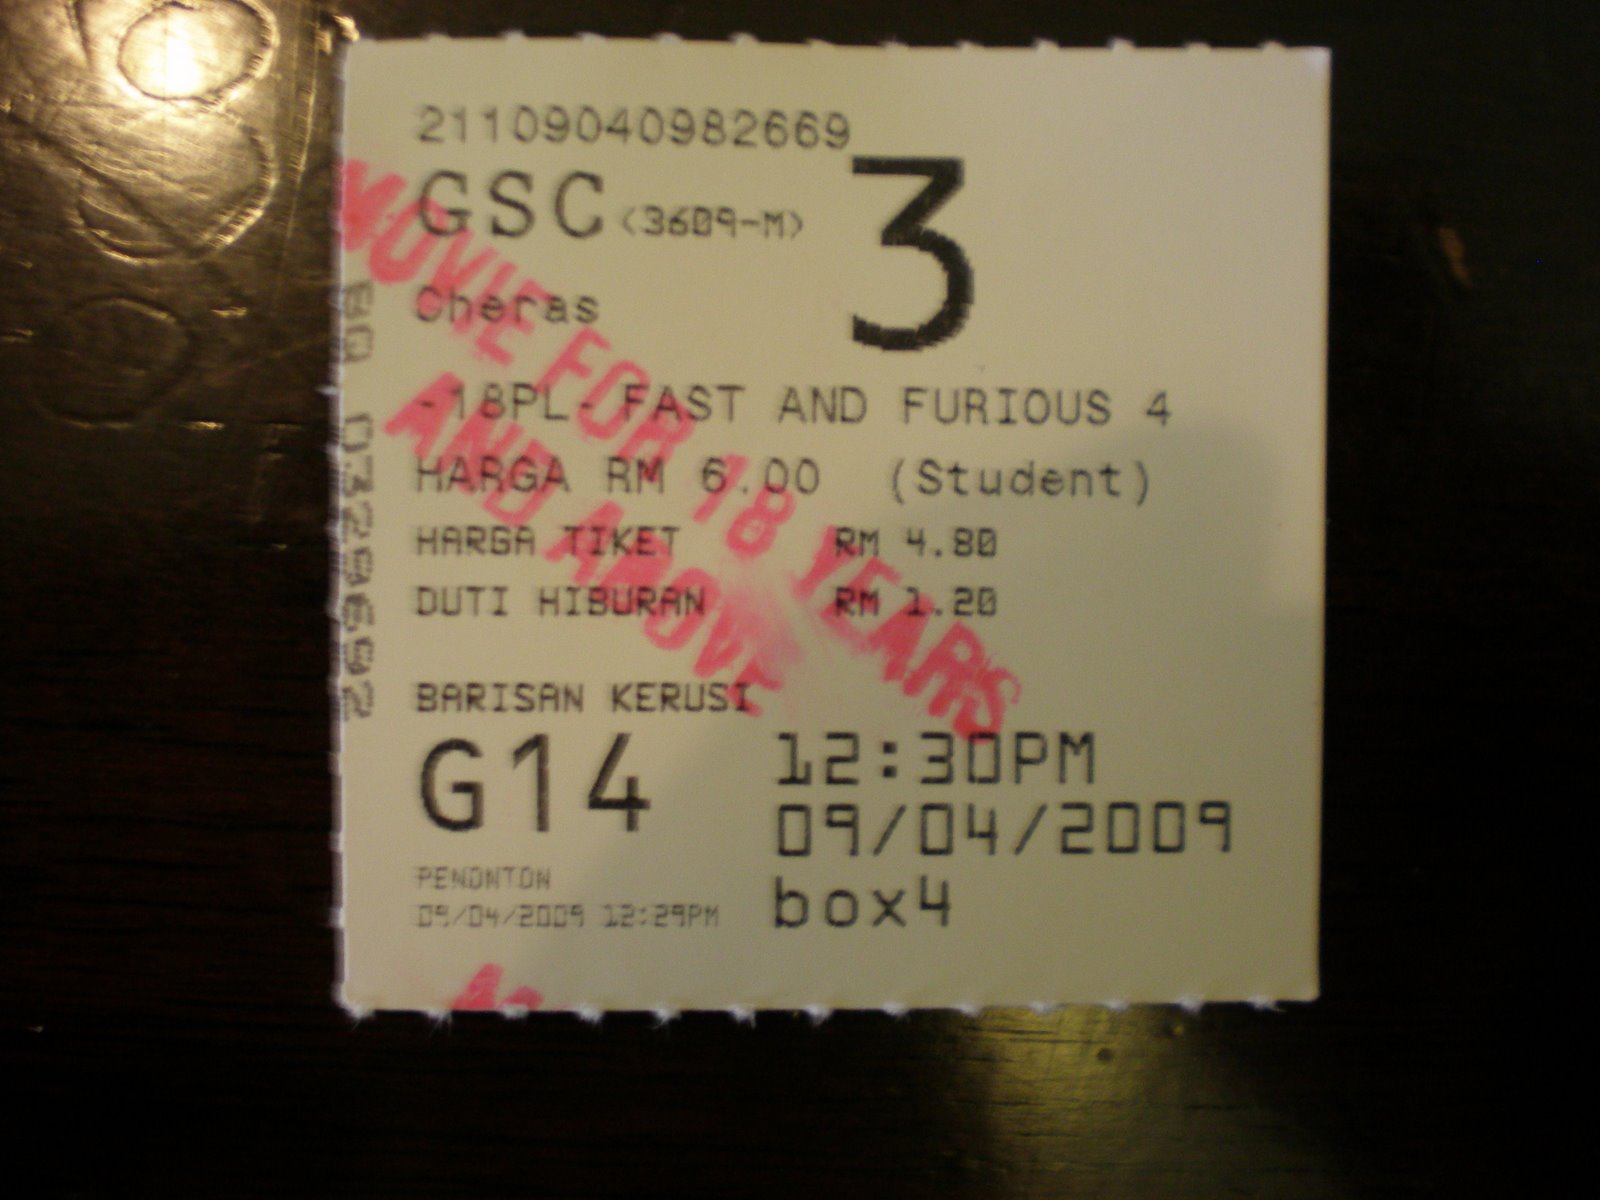 21109040982669
GSC (3609-M) 3
Cheras
-18PL- FAST AND FURIOUS 4
HARGA RM 6.00 (Student)
HARGA TIKET RM 4.80
DUTI HIBURAN RM 1.20
BARISAN KERUSI
G14 12:30PM
09/04/2009
PENONTON
09/04/2009 12:29PM box4
MOVIE FOR 18 YEARS
AND ABOVE